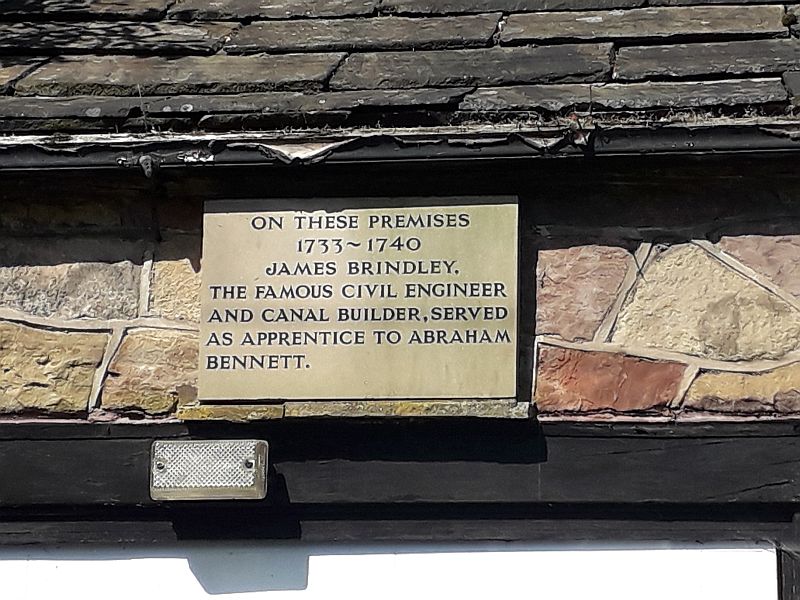 ON THESE PREMISES
1733~1740
JAMES BRINDLEY,
THE FAMOUS CIVIL ENGINEER
AND CANAL BUILDER, SERVED
AS APPRENTICE TO ABRAHAM
BENNETT.